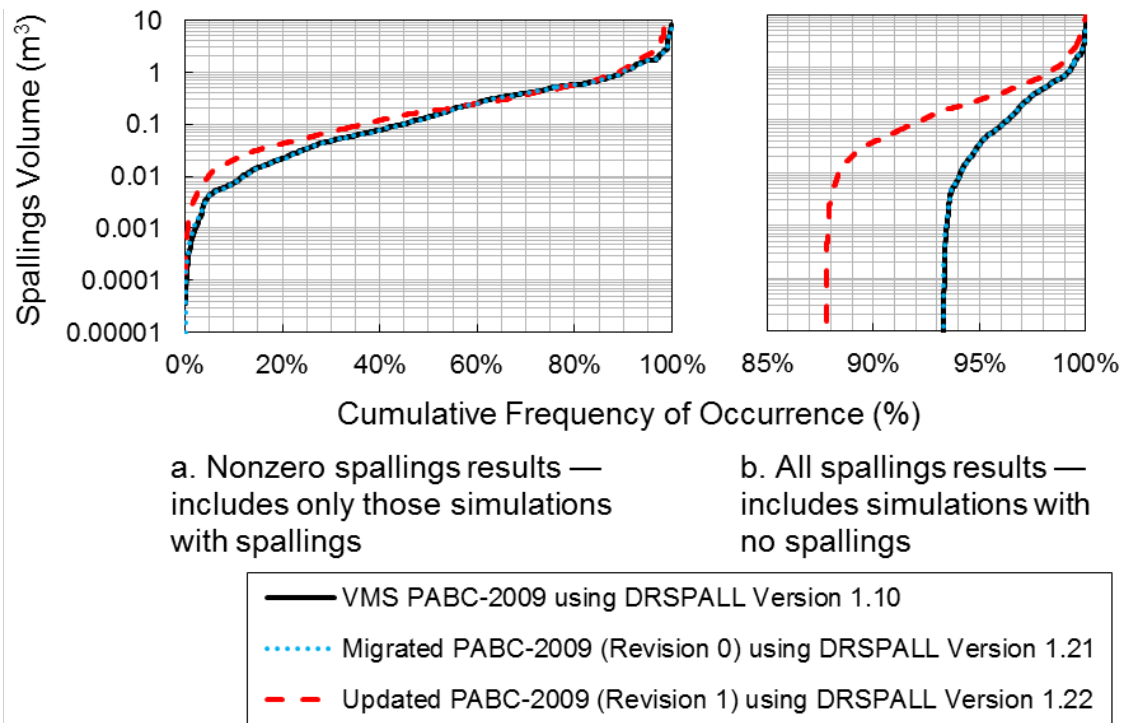 Spallings Volume (m³)
10
1
0.1
0.01
0.001
0.0001
0.00001
0% 20% 40% 60% 80% 100%
85% 90% 95% 100%
Cumulative Frequency of Occurrence (%)
a. Nonzero spallings results —
includes only those simulations
with spallings
b. All spallings results —
includes simulations with
no spallings
VMS PABC-2009 using DRSPALL Version 1.10
Migrated PABC-2009 (Revision 0) using DRSPALL Version 1.21
Updated PABC-2009 (Revision 1) using DRSPALL Version 1.22